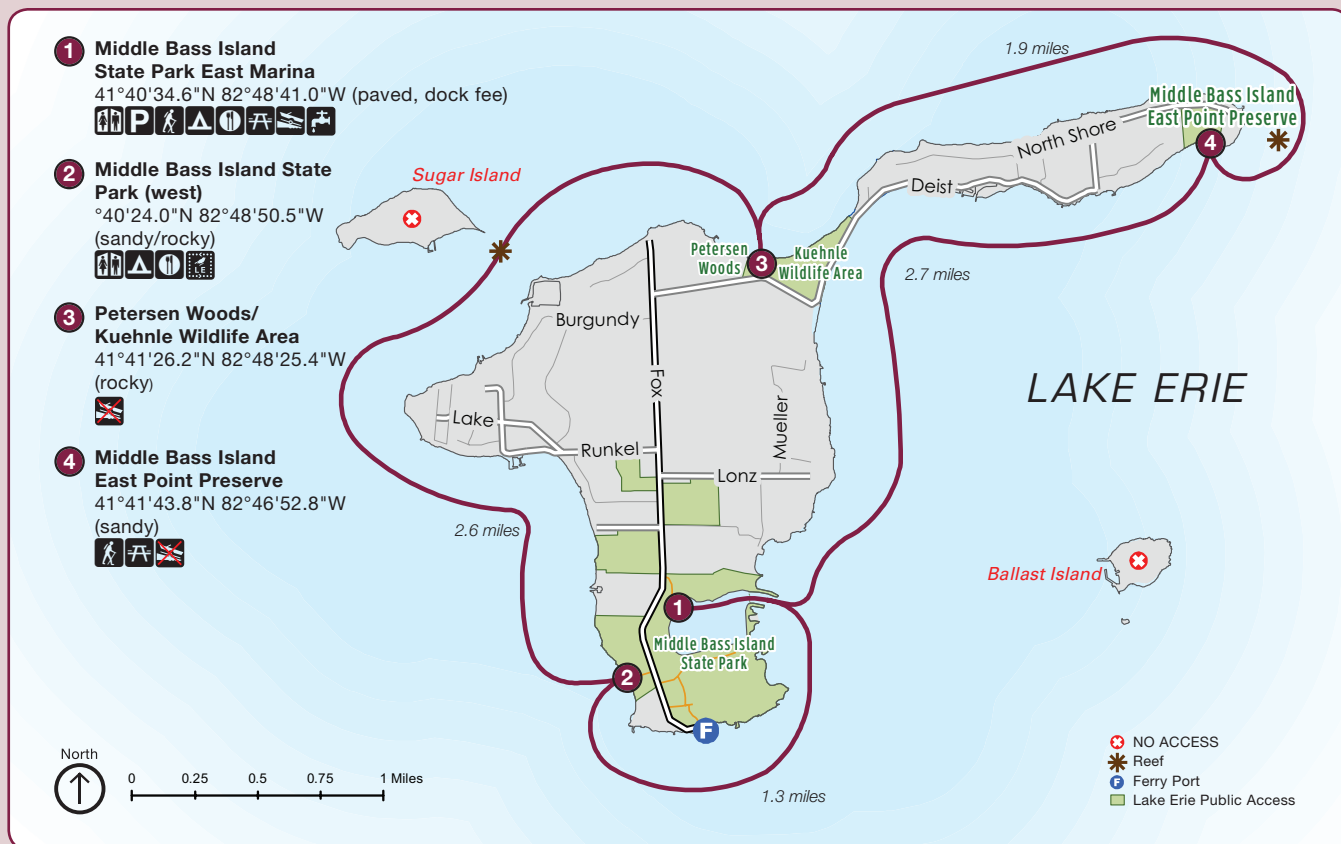 1
Middle Bass Island
State Park East Marina
41°40'34.6"N 82°48'41.0"W (paved, dock fee)
P
2
Middle Bass Island State
Park (west)
°40'24.0"N 82°48'50.5"W
(sandy/rocky)
LE
3
Petersen Woods/
Kuehnle Wildlife Area
41°41'26.2"N 82°48'25.4"W
(rocky)
4
Middle Bass Island
East Point Preserve
41°41'43.8"N 82°46'52.8"W
(sandy)
1.9 miles
Middle Bass Island
East Point Preserve
4
North Shore
Deist
Sugar Island
Petersen
Woods
3
Kuehnle
Wildlife Area
2.7 miles
Burgundy
Fox
LAKE ERIE
Mueller
Lake
Runkel
Lonz
2.6 miles
Ballast Island
1
Middle Bass Island
State Park
2
F
1.3 miles
North
0 0.25 0.5 0.75 1 Miles
NO ACCESS
Reef
F Ferry Port
Lake Erie Public Access